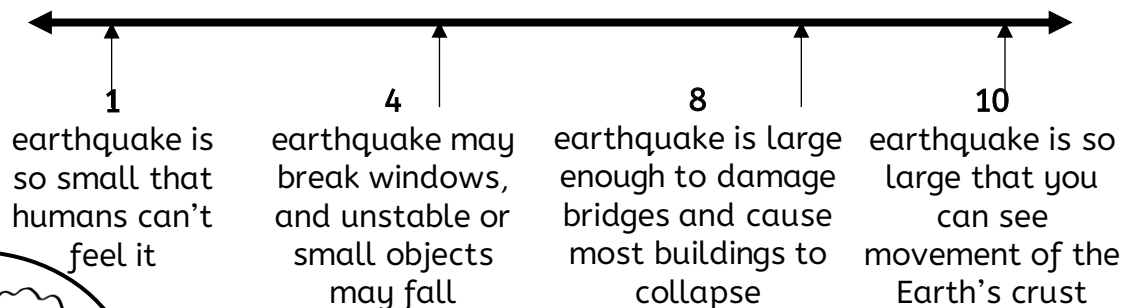 1
earthquake is
so small that
humans can't
feel it
4
earthquake may
break windows,
and unstable or
small objects
may fall
8
earthquake is large
enough to damage
bridges and cause
most buildings to
collapse
10
earthquake is so
large that you
can see
movement of the
Earth's crust